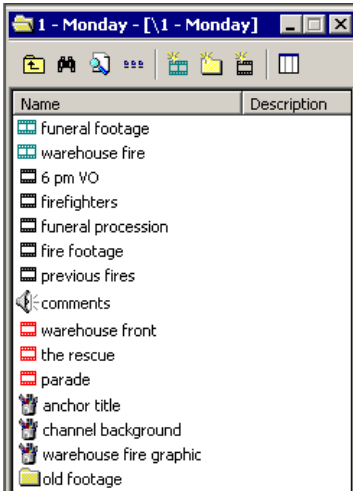 1 - Monday - [\1 - Monday]
Name Description
funeral footage
warehouse fire
6 pm VO
firefighters
funeral procession
fire footage
previous fires
comments
warehouse front
the rescue
parade
anchor title
channel background
warehouse fire graphic
old footage